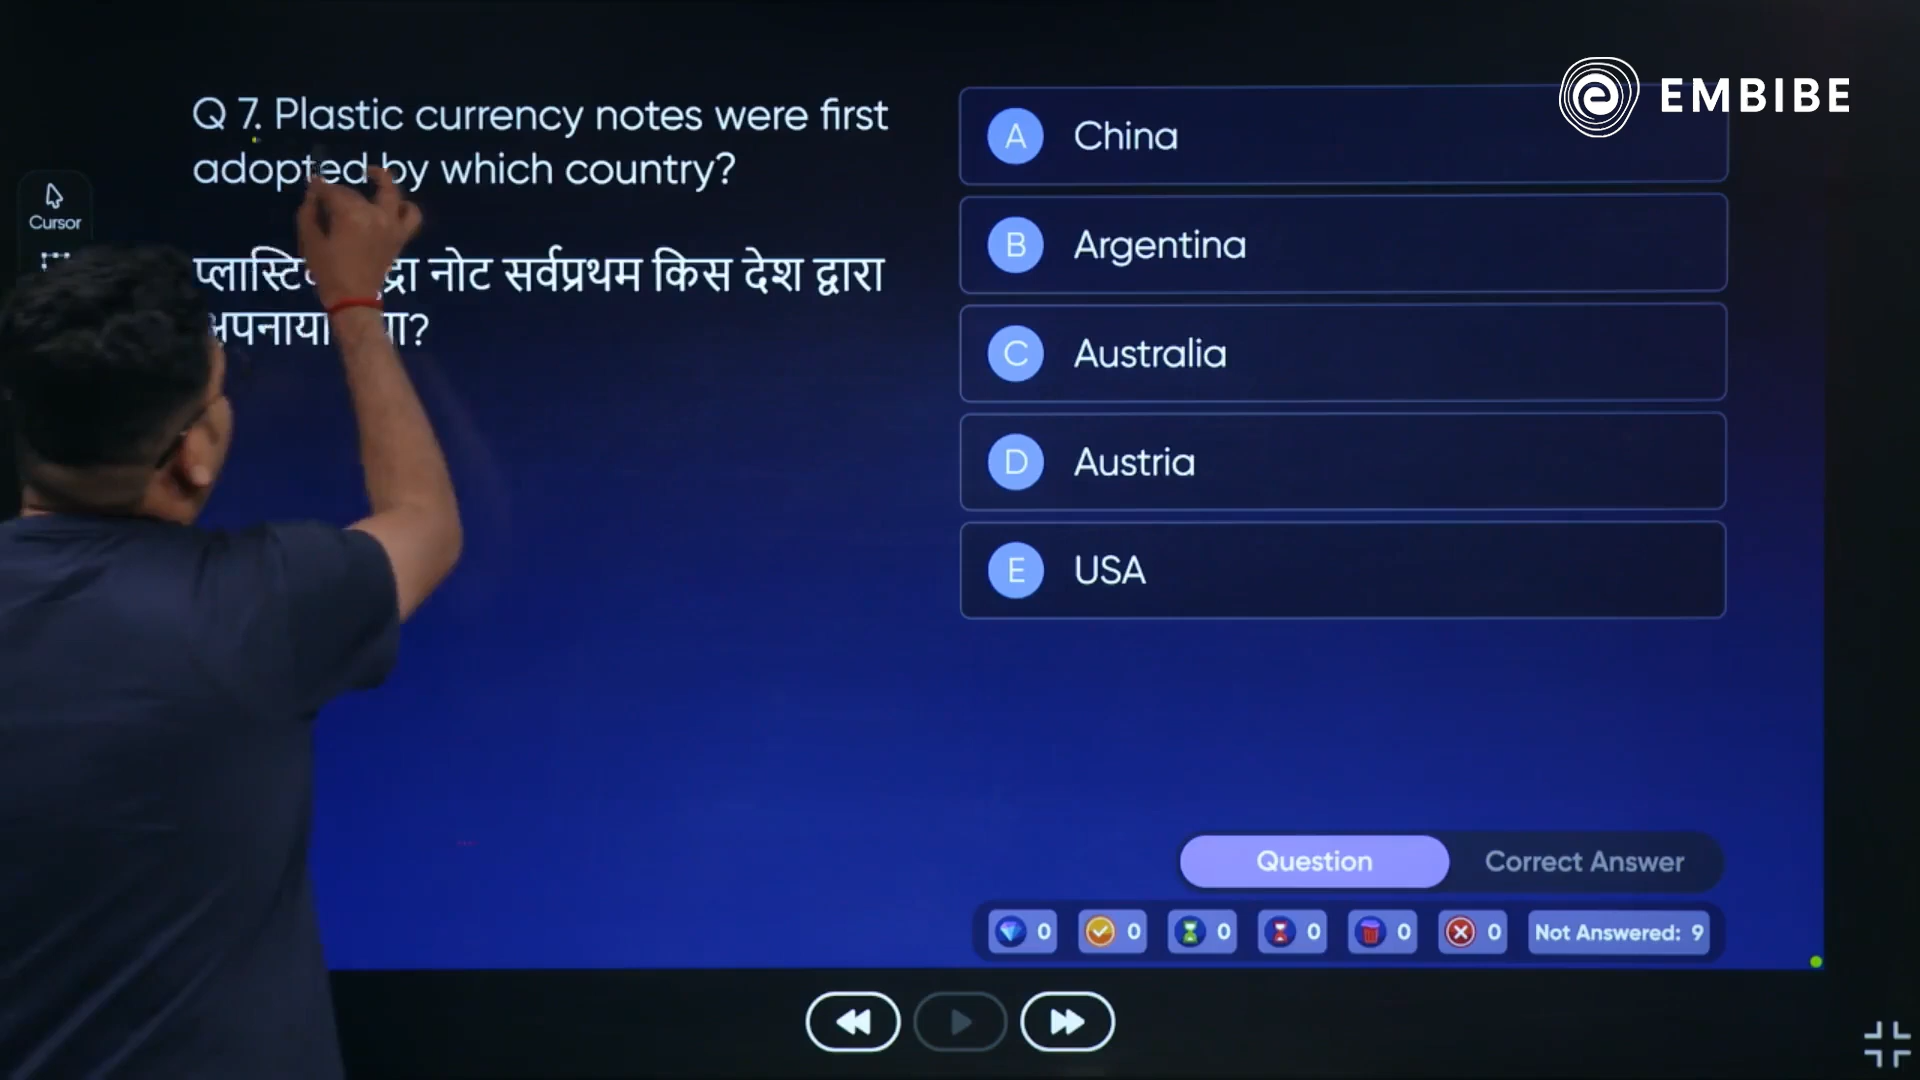 EMBIBE
Q 7. Plastic currency notes were first
adopted by which country?
नोट सर्वप्रथम किस देश द्वारा
A China
B Argentina
C Australia
D Austria
E USA
Cursor
Question
Correct Answer
0 0 0 0 0 0 Not Answered: 9